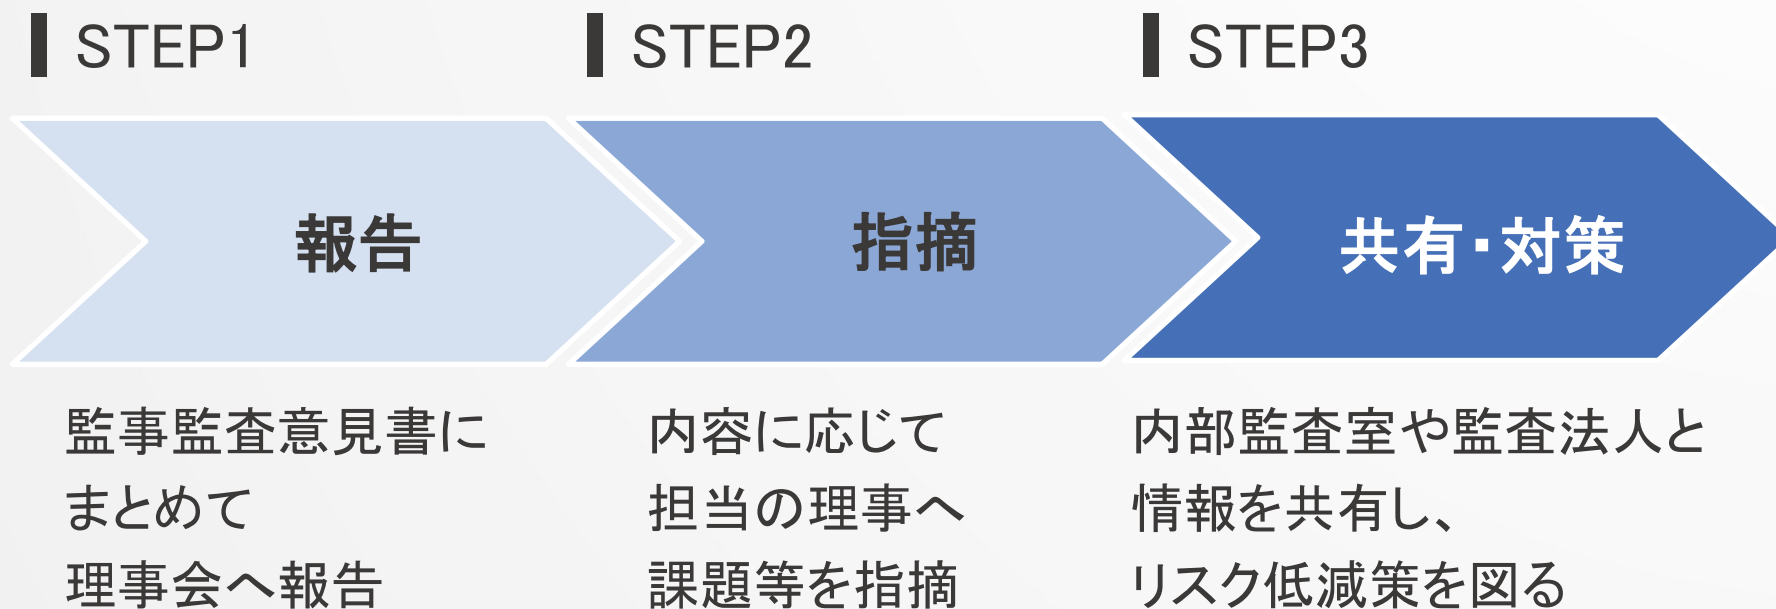 STEP1
報告
監事監査意見書に
まとめて
理事会へ報告
STEP2
指摘
内容に応じて
担当の理事へ
課題等を指摘
STEP3
共有・対策
内部監査室や監査法人と
情報を共有し、
リスク低減策を図る